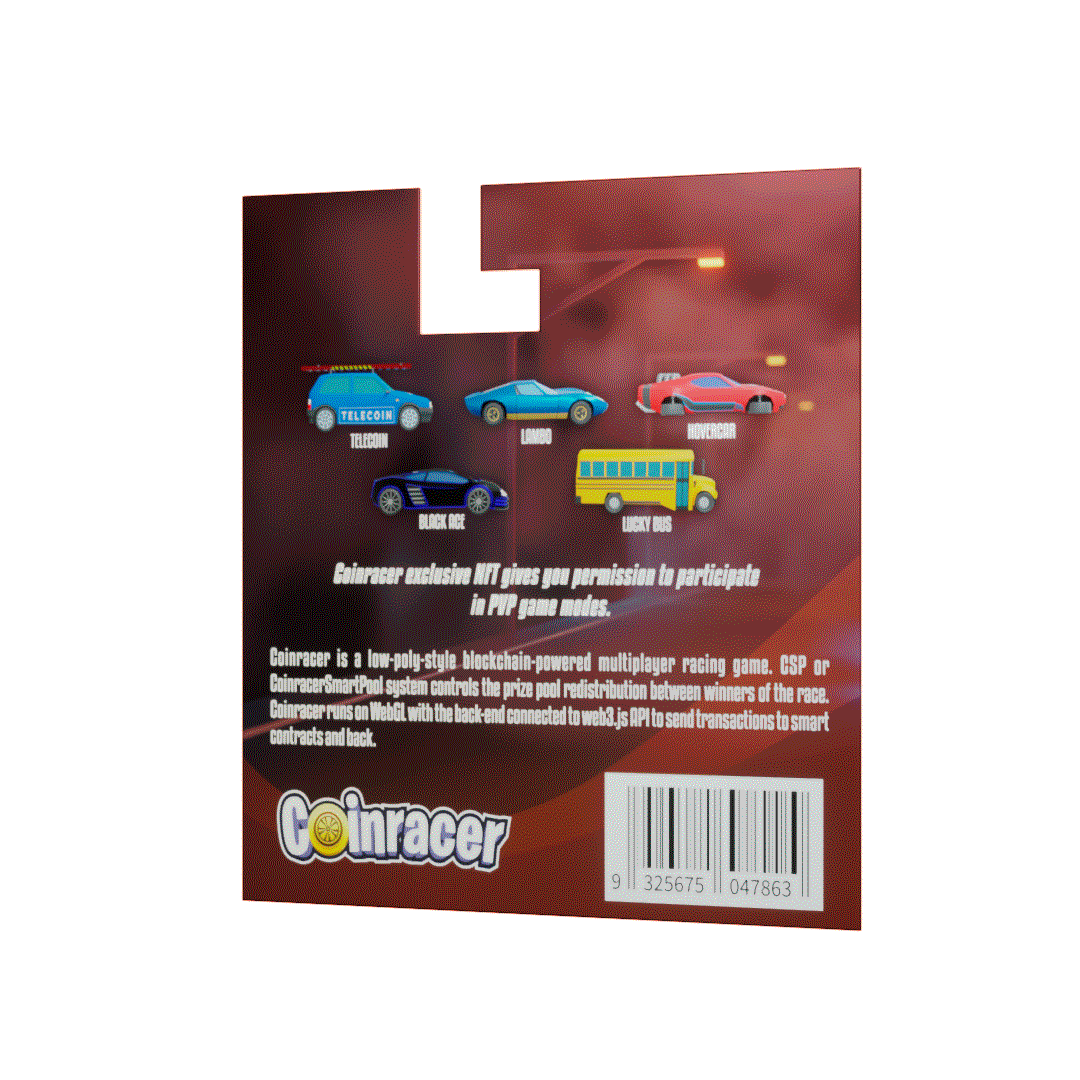 TELECOIN
TELECOIN
LAMBO
HOVERCAR
BLACK ACE
LUCKY BUS
Coinracer exclusive NFT gives you permission to participate
in PVP game modes.
Coinracer is a low-poly-style blockchain-powered multiplayer racing game. CSP or
CoinracerSmartPool system controls the prize pool redistribution between winners of the race.
Coinracer runs on WebGL with the back-end connected to web3.js API to send transactions to smart
contracts and back.
Coinracer
9 325675 047863